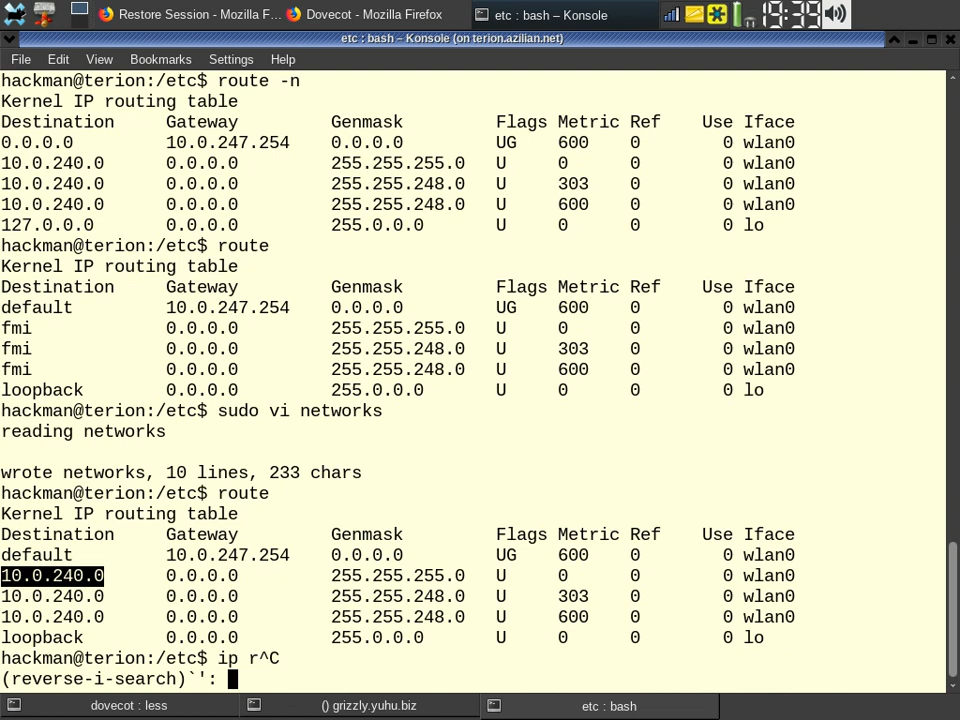 Restore Session - Mozilla F... Dovecot - Mozilla Firefox etc : bash – Konsole 19:39
etc : bash – Konsole (on terion.azilian.net)
File Edit View Bookmarks Settings Help
hackman@terion:/etc$ route -n
Kernel IP routing table
Destination     Gateway         Genmask         Flags Metric Ref    Use Iface
0.0.0.0         10.0.247.254    0.0.0.0         UG    600    0        0 wlan0
10.0.240.0      0.0.0.0         255.255.255.0   U     0      0        0 wlan0
10.0.240.0      0.0.0.0         255.255.248.0   U     303    0        0 wlan0
10.0.240.0      0.0.0.0         255.255.248.0   U     600    0        0 wlan0
127.0.0.0       0.0.0.0         255.0.0.0       U     0      0        0 lo
hackman@terion:/etc$ route
Kernel IP routing table
Destination     Gateway         Genmask         Flags Metric Ref    Use Iface
default         10.0.247.254    0.0.0.0         UG    600    0        0 wlan0
fmi             0.0.0.0         255.255.255.0   U     0      0        0 wlan0
fmi             0.0.0.0         255.255.248.0   U     303    0        0 wlan0
fmi             0.0.0.0         255.255.248.0   U     600    0        0 wlan0
loopback        0.0.0.0         255.0.0.0       U     0      0        0 lo
hackman@terion:/etc$ sudo vi networks
reading networks
wrote networks, 10 lines, 233 chars
hackman@terion:/etc$ route
Kernel IP routing table
Destination     Gateway         Genmask         Flags Metric Ref    Use Iface
default         10.0.247.254    0.0.0.0         UG    600    0        0 wlan0
10.0.240.0      0.0.0.0         255.255.255.0   U     0      0        0 wlan0
10.0.240.0      0.0.0.0         255.255.248.0   U     303    0        0 wlan0
10.0.240.0      0.0.0.0         255.255.248.0   U     600    0        0 wlan0
loopback        0.0.0.0         255.0.0.0       U     0      0        0 lo
hackman@terion:/etc$ ip r^C
(reverse-i-search)`':
dovecot : less () grizzly.yuhu.biz etc : bash